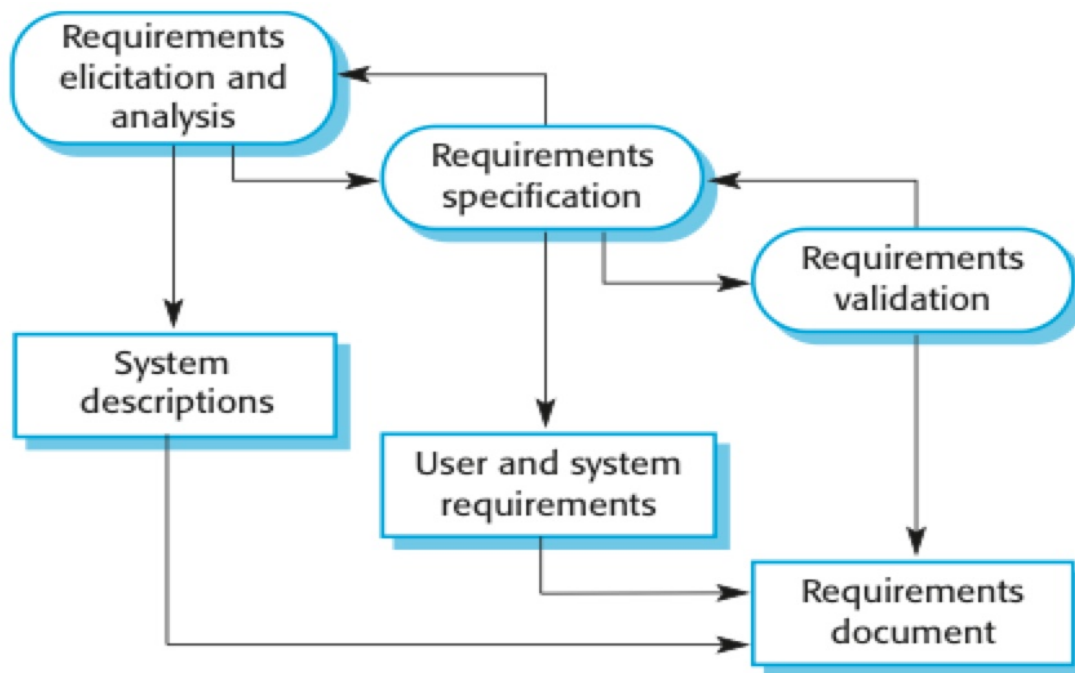 Requirements
elicitation and
analysis
Requirements
specification
Requirements
validation
System
descriptions
User and system
requirements
Requirements
document